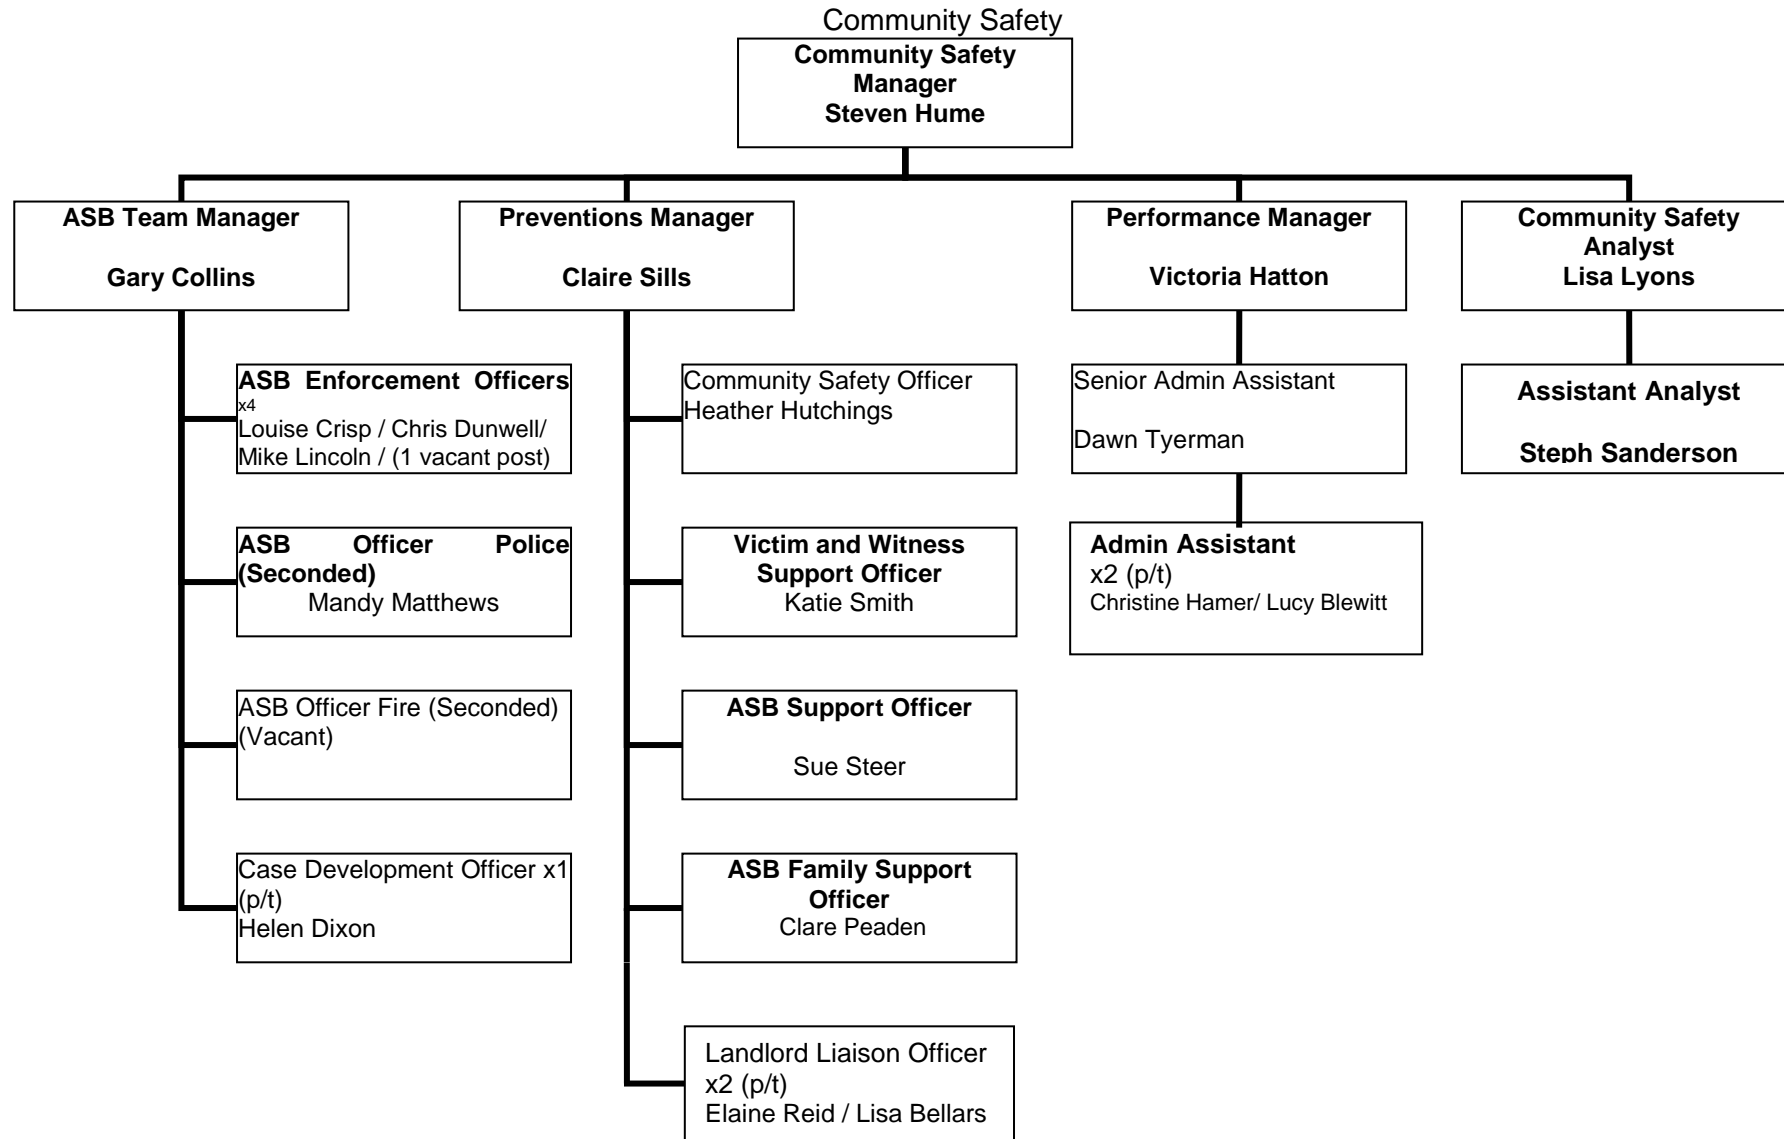 Community Safety
Community Safety
Manager
Steven Hume
ASB Team Manager
Gary Collins
Preventions Manager
Claire Sills
Performance Manager
Victoria Hatton
Community Safety
Analyst
Lisa Lyons
ASB Enforcement Officers
x4
Louise Crisp / Chris Dunwell/
Mike Lincoln / (1 vacant post)
Community Safety Officer
Heather Hutchings
Senior Admin Assistant
Dawn Tyerman
Assistant Analyst
Steph Sanderson
ASB Officer Police
(Seconded)
Mandy Matthews
Victim and Witness
Support Officer
Katie Smith
Admin Assistant
x2 (p/t)
Christine Hamer/ Lucy Blewitt
ASB Officer Fire (Seconded)
(Vacant)
ASB Support Officer
Sue Steer
Case Development Officer x1
(p/t)
Helen Dixon
ASB Family Support
Officer
Clare Peaden
Landlord Liaison Officer
x2 (p/t)
Elaine Reid / Lisa Bellars